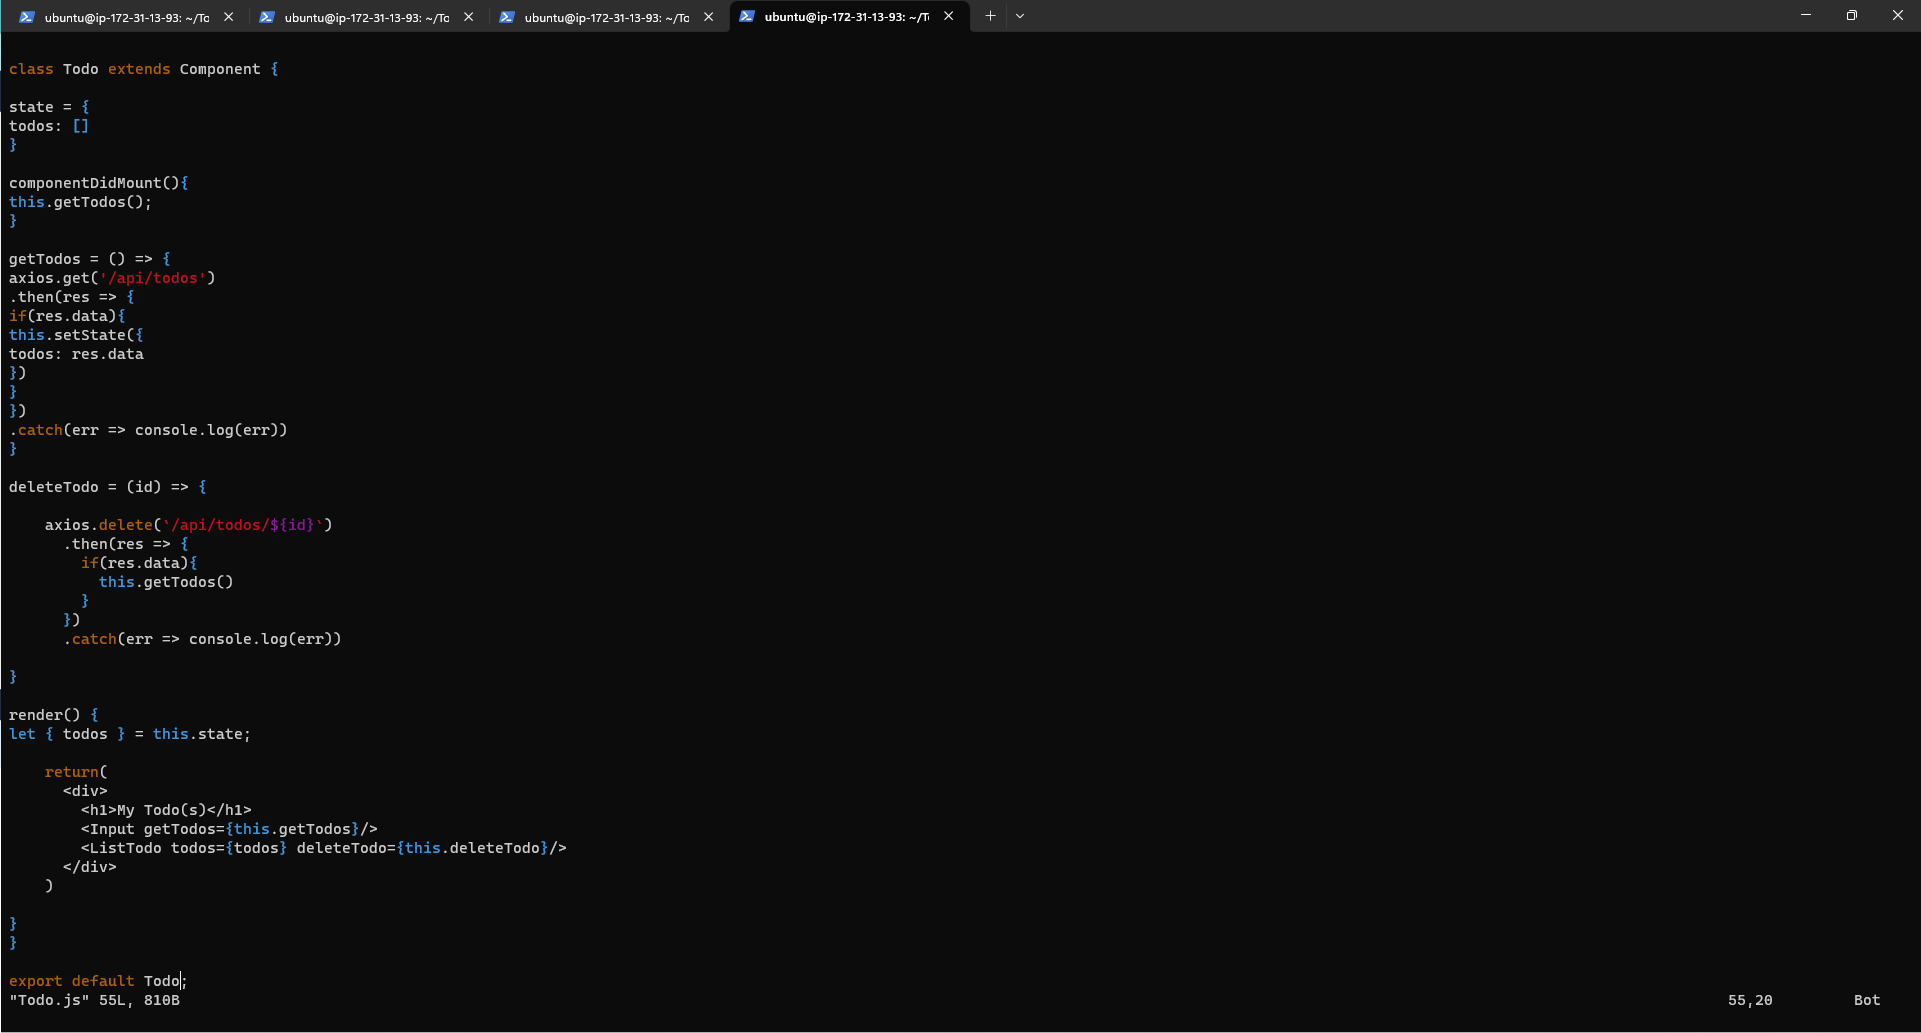 ubuntu@ip-172-31-13-93: ~/To
ubuntu@ip-172-31-13-93: ~/To
ubuntu@ip-172-31-13-93: ~/To
ubuntu@ip-172-31-13-93: ~/T
class Todo extends Component {
state = {
todos: []
}
componentDidMount(){
this.getTodos();
}
getTodos = () => {
axios.get('/api/todos')
.then(res => {
if(res.data){
this.setState({
todos: res.data
})
}
})
.catch(err => console.log(err))
}
deleteTodo = (id) => {
    axios.delete(`/api/todos/${id}`)
      .then(res => {
        if(res.data){
          this.getTodos()
        }
      })
      .catch(err => console.log(err))
}
render() {
let { todos } = this.state;
    return(
      <div>
        <h1>My Todo(s)</h1>
        <Input getTodos={this.getTodos}/>
        <ListTodo todos={todos} deleteTodo={this.deleteTodo}/>
      </div>
    )
}
}
export default Todo;
"Todo.js" 55L, 810B 55,20 Bot